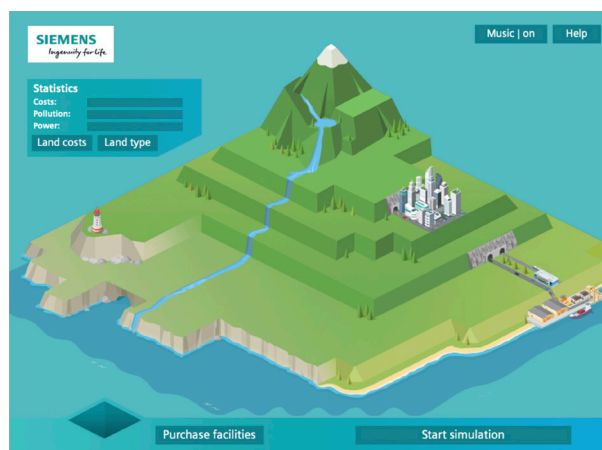 SIEMENS
Ingenuity for life
Music | on
Help
Statistics
Costs:
Pollution:
Power:
Land costs
Land type
Purchase facilities
Start simulation